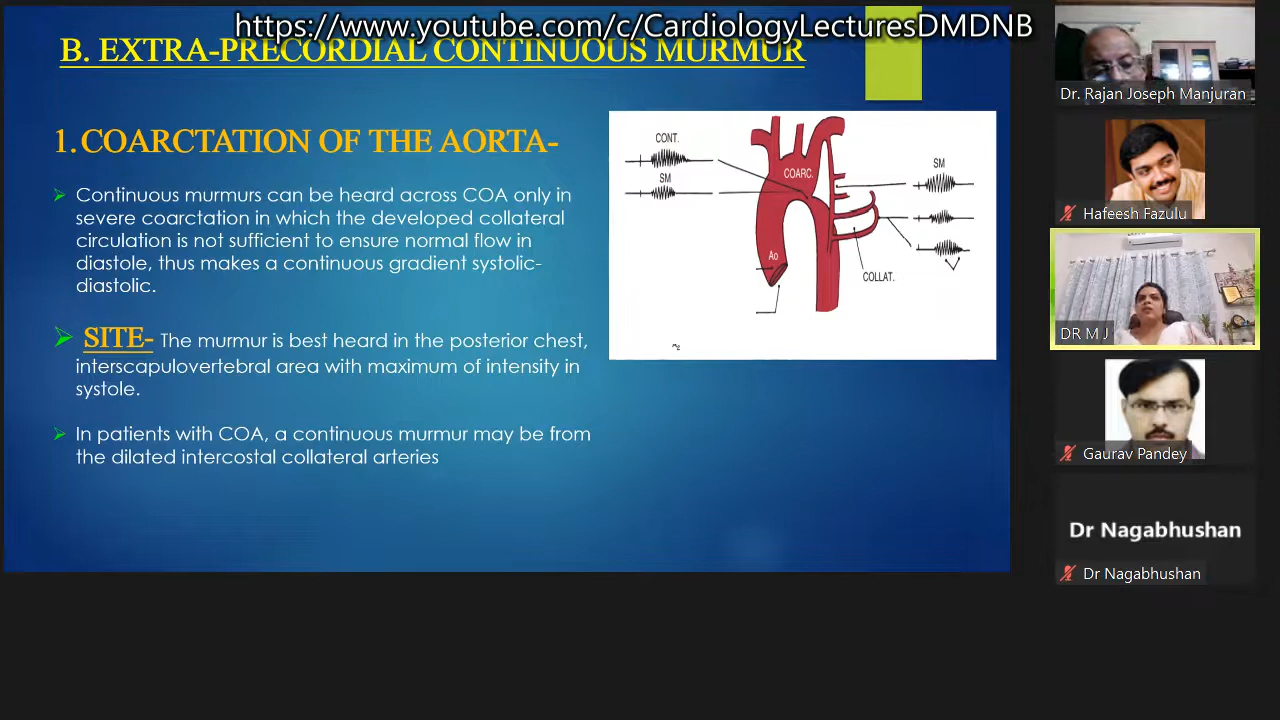 https://www.youtube.com/c/CardiologyLecturesDMDNB
B. EXTRA-PRECORDIAL CONTINUOUS MURMUR
1. COARCTATION OF THE AORTA-
Continuous murmurs can be heard across COA only in
severe coarctation in which the developed collateral
circulation is not sufficient to ensure normal flow in
diastole, thus makes a continuous gradient systolic-
diastolic.
SITE- The murmur is best heard in the posterior chest,
interscapulovertebral area with maximum of intensity in
systole.
In patients with COA, a continuous murmur may be from
the dilated intercostal collateral arteries
CONT.
SM
COARC.
SM
Ao
COLLAT.
Dr. Rajan Joseph Manjuran
Hafeesh Fazulu
DR M J
Gaurav Pandey
Dr Nagabhushan
Dr Nagabhushan